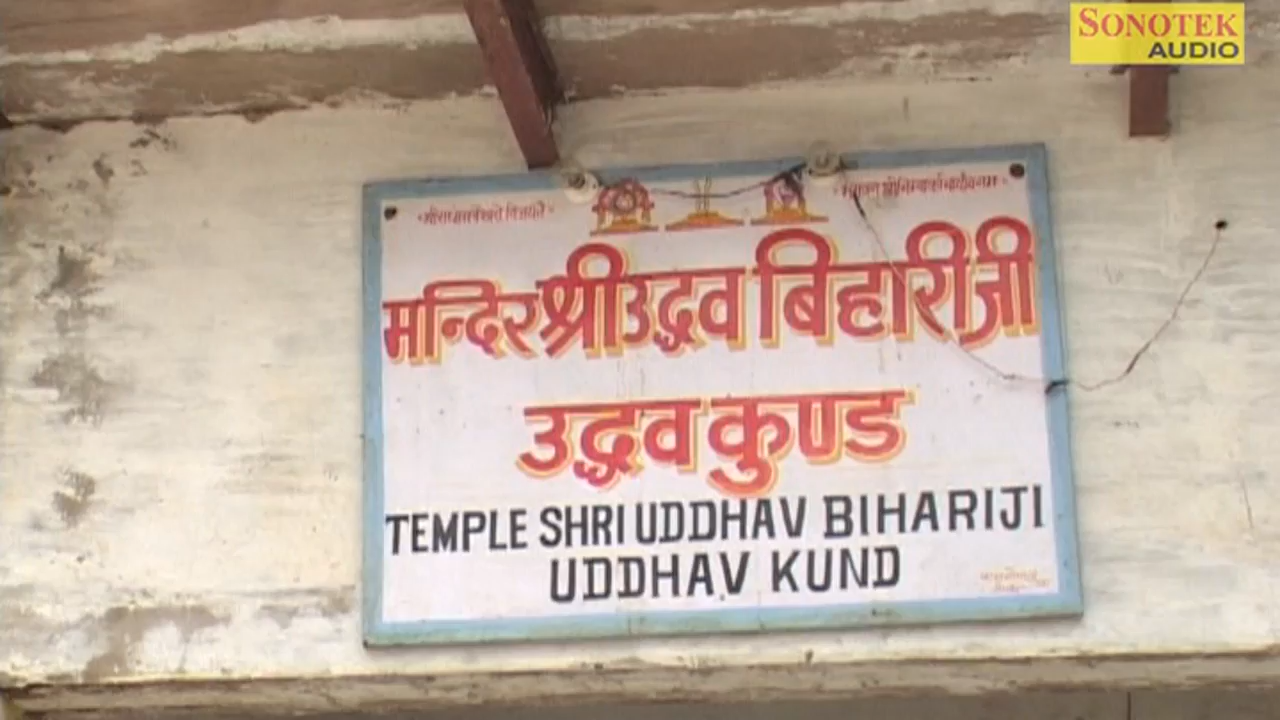 SONOTEK
AUDIO
मन्दिर श्री उद्धव बिहारी जी
उद्धव कुण्ड
TEMPLE SHRI UDDHAV BIHARIJI
UDDHAV KUND